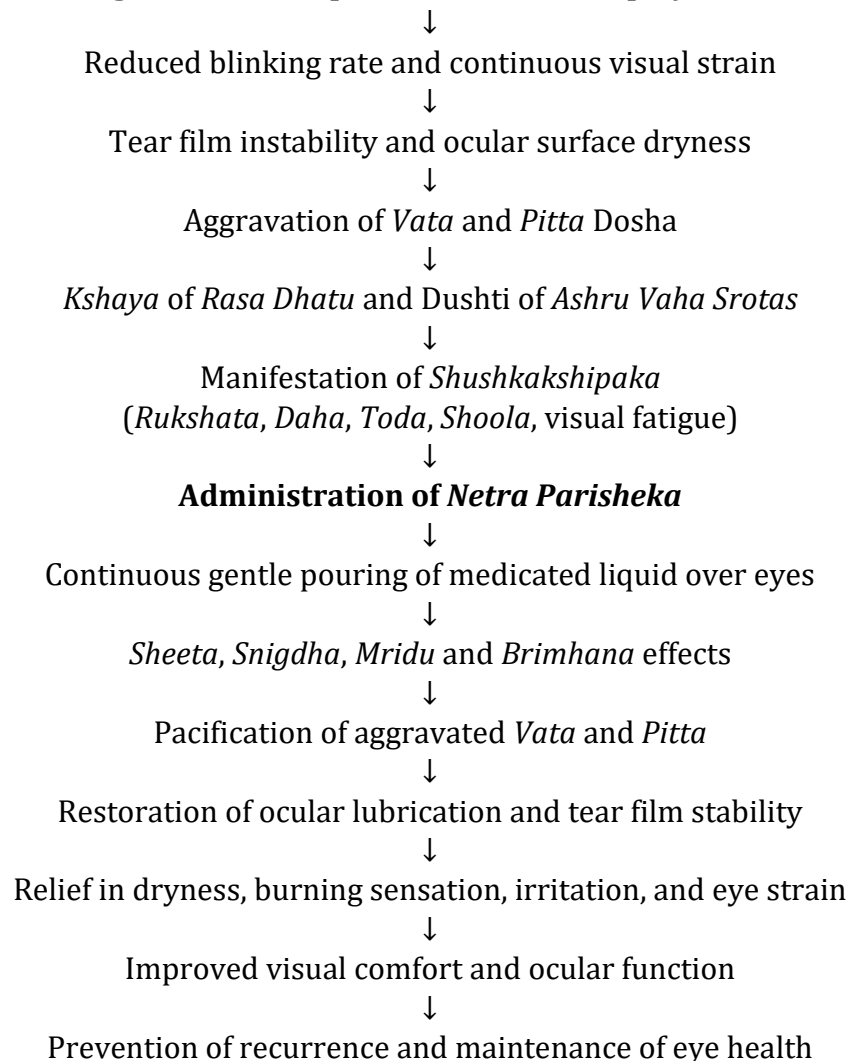 ↓
Reduced blinking rate and continuous visual strain
↓
Tear film instability and ocular surface dryness
↓
Aggravation of Vata and Pitta Dosha
↓
Kshaya of Rasa Dhatu and Dushti of Ashru Vaha Srotas
↓
Manifestation of Shushkakshipaka
(Rukshata, Daha, Toda, Shoola, visual fatigue)
↓
Administration of Netra Parisheka
↓
Continuous gentle pouring of medicated liquid over eyes
↓
Sheeta, Snigdha, Mridu and Brimhana effects
↓
Pacification of aggravated Vata and Pitta
↓
Restoration of ocular lubrication and tear film stability
↓
Relief in dryness, burning sensation, irritation, and eye strain
↓
Improved visual comfort and ocular function
↓
Prevention of recurrence and maintenance of eye health